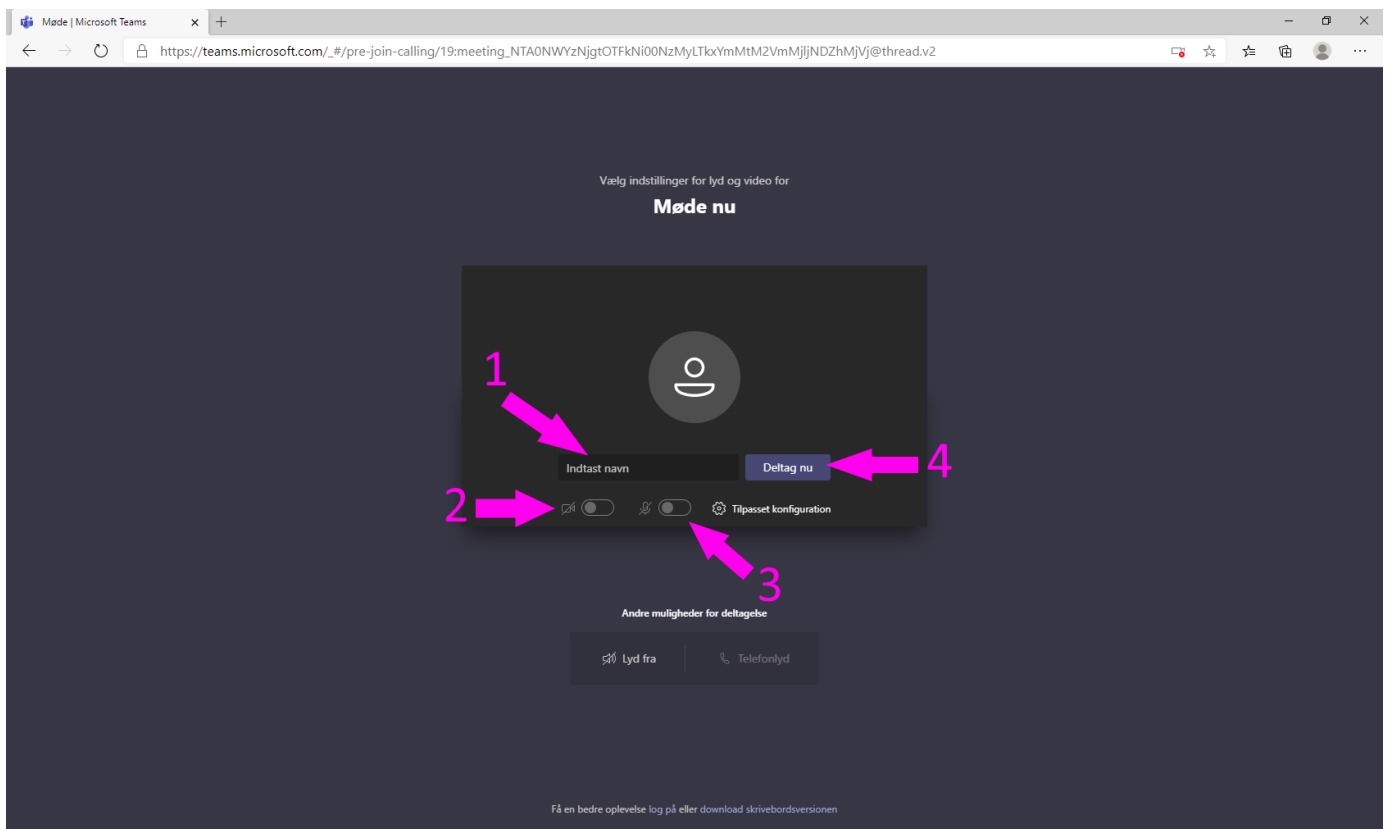 Møde | Microsoft Teams
https://teams.microsoft.com/_#/pre-join-calling/19:meeting_NTA0NWYzNjgtOTFkNi00NzMyLTkxYmMtM2VmMjljNDZhMjVj@thread.v2
Vælg indstillinger for lyd og video for
Møde nu
1
Indtast navn
Deltag nu
4
2
Tilpasset konfiguration
3
Andre muligheder for deltagelse
Lyd fra
Telefonlyd
Få en bedre oplevelse log på eller download skrivebordsversionen